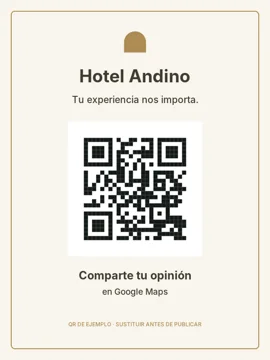 Hotel Andino
Tu experiencia nos importa.
Comparte tu opinión
en Google Maps
QR DE EJEMPLO · SUSTITUIR ANTES DE PUBLICAR